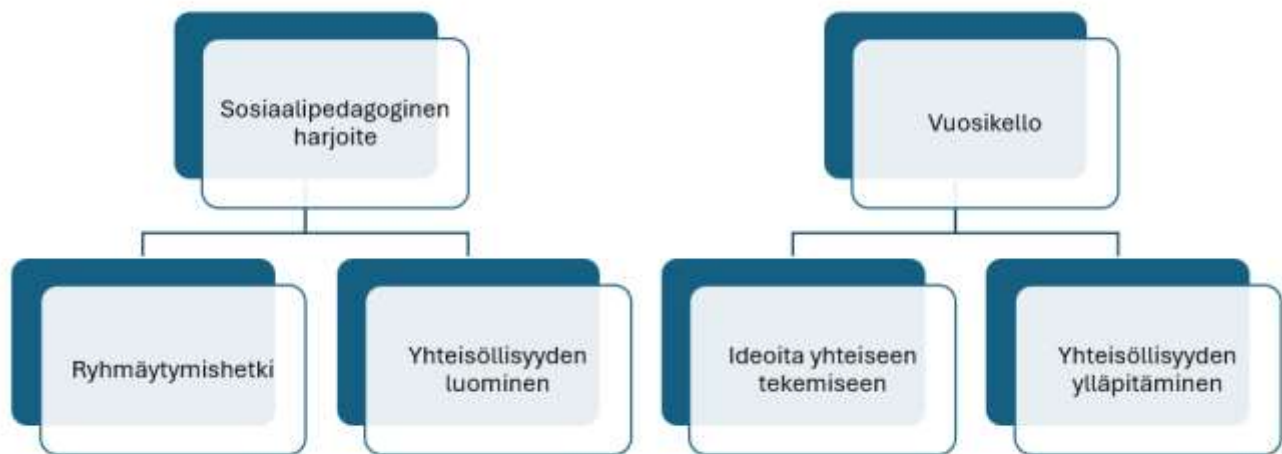 Sosiaalipedagoginen
harjoite
Vuosikello
Ryhmäytymishetki
Yhteisöllisyyden
luominen
Ideoita yhteiseen
tekemiseen
Yhteisöllisyyden
ylläpitäminen